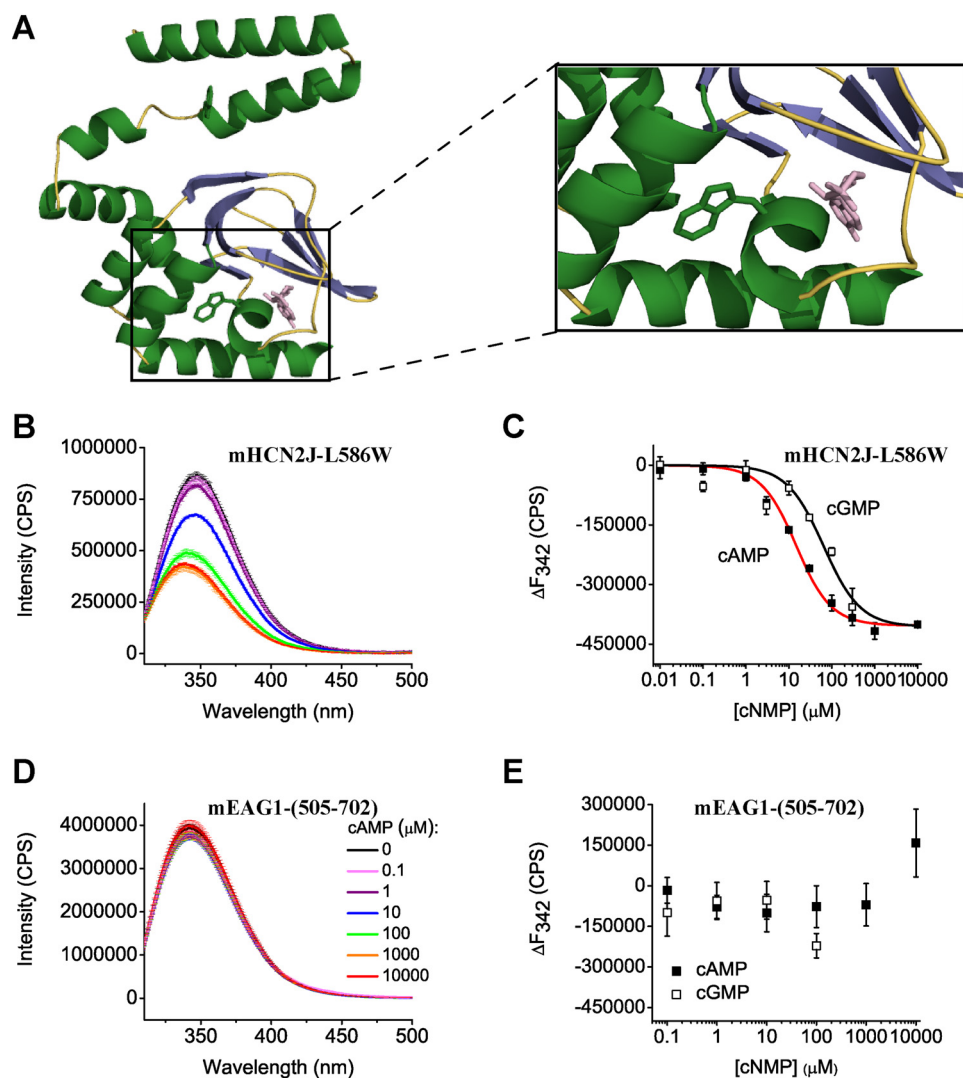 A
B
mHCN2J-L586W
Intensity (CPS)
1000000
750000
500000
250000
0
350 400 450 500
Wavelength (nm)
C
mHCN2J-L586W
ΔF342 (CPS)
0
-150000
-300000
-450000
cGMP
cAMP
0.01 0.1 1 10 100 1000 10000
[cNMP] (μM)
D
mEAG1-(505-702)
Intensity (CPS)
4000000
3000000
2000000
1000000
0
cAMP (μM):
0
0.1
1
10
100
1000
10000
350 400 450 500
Wavelength (nm)
E
mEAG1-(505-702)
ΔF342 (CPS)
300000
150000
0
-150000
-300000
-450000
cAMP
cGMP
0.1 1 10 100 1000 10000
[cNMP] (μM)